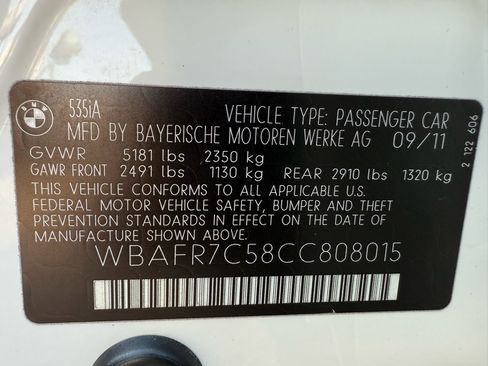 BMW
535iA
VEHICLE TYPE: PASSENGER CAR
MFD BY BAYERISCHE MOTOREN WERKE AG 09/11
GVWR 5181 lbs 2350 kg
GAWR FRONT 2491 lbs 1130 kg REAR 2910 lbs 1320 kg
THIS VEHICLE CONFORMS TO ALL APPLICABLE U.S.
FEDERAL MOTOR VEHICLE SAFETY, BUMPER AND THEFT
PREVENTION STANDARDS IN EFFECT ON THE DATE OF
MANUFACTURE SHOWN ABOVE.
WBAFR7C58CC808015
2 122 606